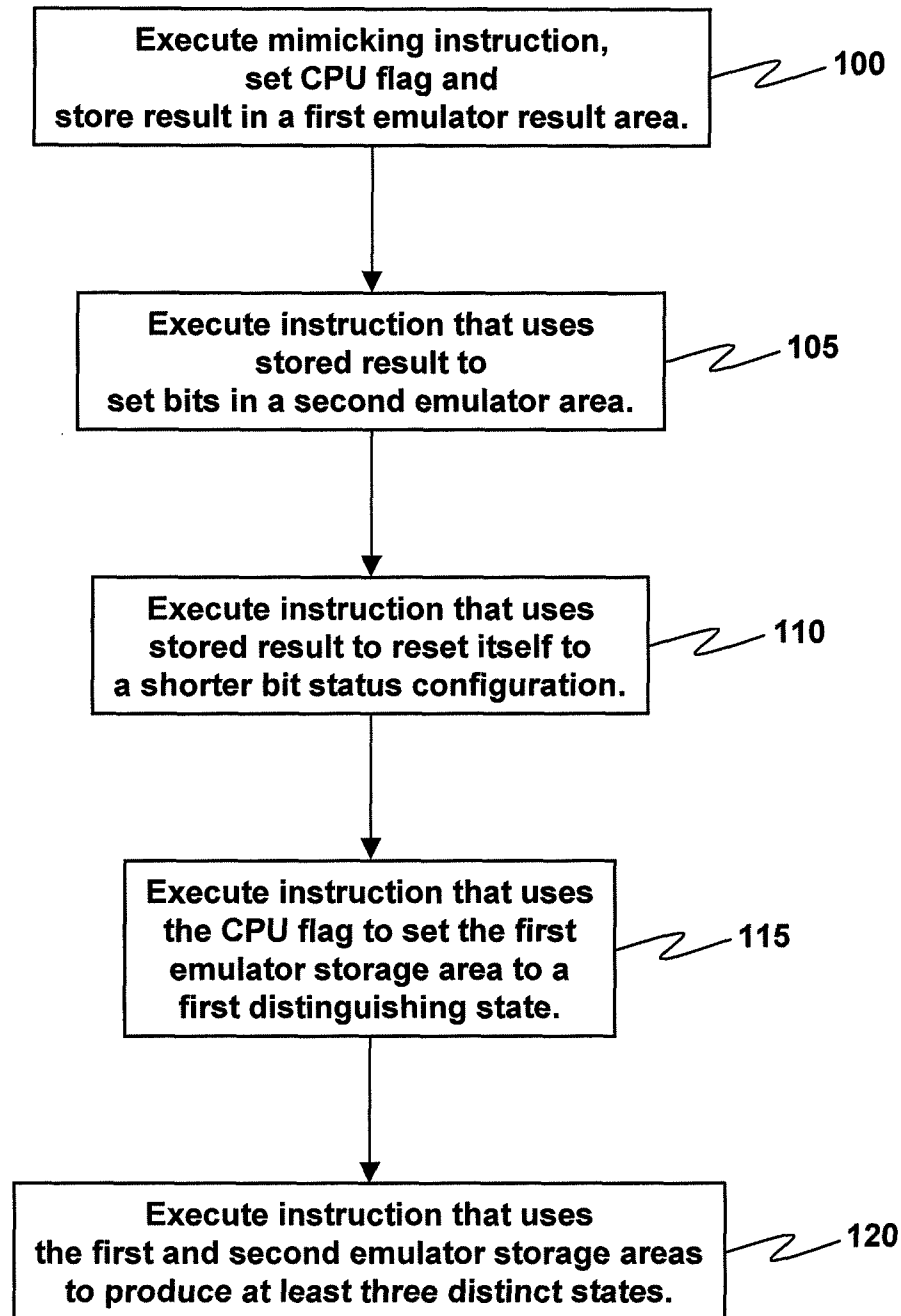 Execute mimicking instruction,
set CPU flag and
store result in a first emulator result area.
100
Execute instruction that uses
stored result to
set bits in a second emulator area.
105
Execute instruction that uses
stored result to reset itself to
a shorter bit status configuration.
110
Execute instruction that uses
the CPU flag to set the first
emulator storage area to a
first distinguishing state.
115
Execute instruction that uses
the first and second emulator storage areas
to produce at least three distinct states.
120